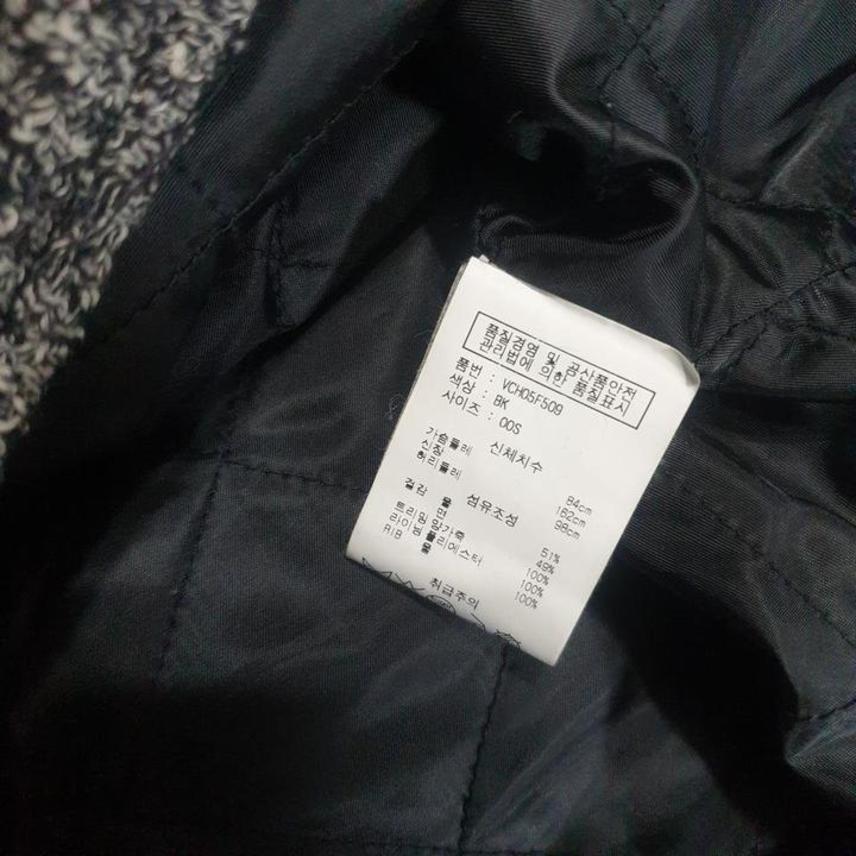 품질경영 및 공산품안전
관리법에 의한 품질표시
품번 : VCH05F509
색상 : BK
사이즈 : 00S
신체치수
가슴둘레 84cm
신장 162cm
허리둘레 98cm
섬유조성
겉감 울 51%
면 49%
트리밍 양가죽 100%
라이닝 폴리에스터 100%
RIB 울 100%
취급주의